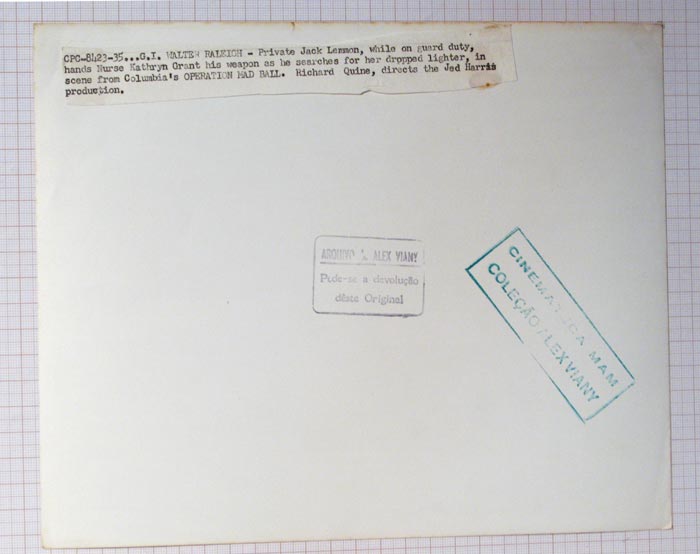 CPC-8423-35...G.I. WALTER RALEIGH - Private Jack Lemmon, while on guard duty,
hands Nurse Kathryn Grant his weapon as he searches for her dropped lighter, in
scene from Columbia's OPERATION MAD BALL. Richard Quine, directs the Jed Harris
production.
ARQUIVO ALEX VIANY
Pede-se a devolução
dêste Original
CINEMATECA MAM
COLEÇÃO ALEX VIANY